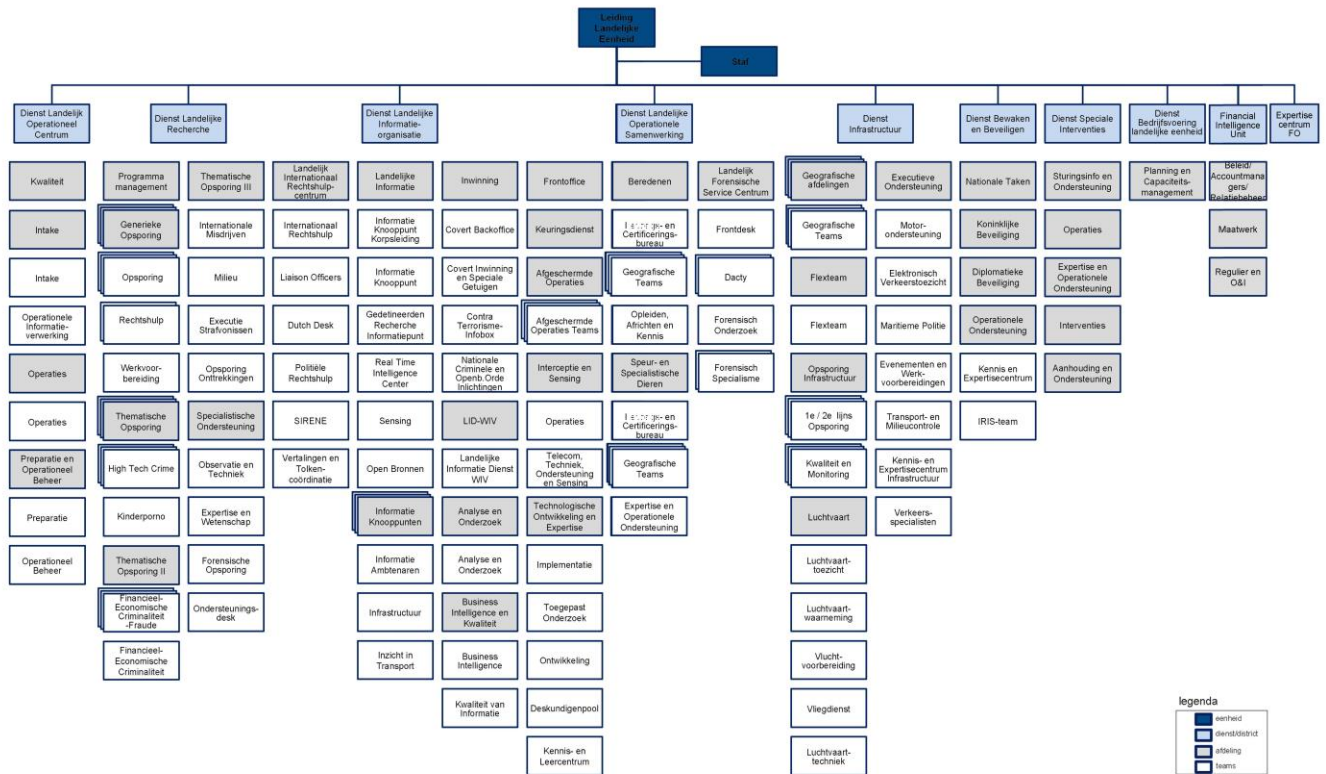 Leiding
Landelijke
Eenheid
Staf
Dienst Landelijk
Operationeel
Centrum
Dienst Landelijke
Recherche
Dienst Landelijke
Informatie-
organisatie
Dienst Landelijke
Operationele
Samenwerking
Dienst
Infrastructuur
Dienst Bewaken
en Beveiligen
Dienst Speciale
Interventies
Dienst
Bedrijfsvoering
landelijke eenheid
Financial
Intelligence
Unit
Expertise
centrum
FO
Kwaliteit
Intake
Intake
Operationele
Informatie-
verwerking
Operaties
Operaties
Preparatie en
Operationeel
Beheer
Preparatie
Operationeel
Beheer
Programma
management
Generieke
Opsporing
Opsporing
Rechtshulp
Werkvoor-
bereiding
Thematische
Opsporing
High Tech Crime
Kinderporno
Thematische
Opsporing II
Financieel-
Economische
Criminaliteit
-Fraude
Financieel-
Economische
Criminaliteit
Thematische
Opsporing III
Internationale
Misdrijven
Milieu
Executie
Strafvonissen
Opsporing
Onttrekkingen
Specialistische
Ondersteuning
Observatie en
Techniek
Expertise en
Wetenschap
Forensische
Opsporing
Ondersteunings-
desk
Landelijk
Internationaal
Rechtshulp-
centrum
Internationaal
Rechtshulp
Liaison Officers
Dutch Desk
Politiële
Rechtshulp
SIRENE
Vertalingen en
Tolken-
coördinatie
Landelijke
Informatie
Informatie
Knooppunt
Korpsleiding
Informatie
Knooppunt
Gedetineerden
Recherche
Informatiepunt
Real Time
Intelligence
Center
Sensing
Open Bronnen
Informatie
Knooppunten
Informatie
Ambtenaren
Infrastructuur
Inzicht in
Transport
Inwinning
Covert Backoffice
Covert Inwinning
en Speciale
Getuigen
Contra
Terrorisme-
Infobox
Nationale
Criminele en
Openb.Orde
Inlichtingen
LID-WIV
Landelijke
Informatie Dienst
WIV
Analyse en
Onderzoek
Analyse en
Onderzoek
Business
Intelligence en
Kwaliteit
Business
Intelligence
Kwaliteit van
Informatie
Frontoffice
Keuringsdienst
Afgeschermde
Operaties
Afgeschermde
Operaties Teams
Interceptie en
Sensing
Operaties
Telecom,
Techniek,
Ondersteuning
en Sensing
Technologische
Ontwikkeling en
Expertise
Implementatie
Toegepast
Onderzoek
Ontwikkeling
Deskundigenpool
Kennis- en
Leercentrum
Beredenen
en
Certificerings-
bureau
Geografische
Teams
Opleiden,
Africhten en
Kennis
Speur- en
Specialistische
Dieren
en
Certificerings-
bureau
Geografische
Teams
Expertise en
Operationele
Ondersteuning
Landelijk
Forensische
Service Centrum
Frontdesk
Dacty
Forensisch
Onderzoek
Forensisch
Specialisme
Geografische
afdelingen
Geografische
Teams
Flexteam
Flexteam
Opsporing
Infrastructuur
1e / 2e lijns
Opsporing
Kwaliteit en
Monitoring
Luchtvaart
Luchtvaart-
toezicht
Luchtvaart-
waarneming
Vlucht-
voorbereiding
Vliegdienst
Luchtvaart-
techniek
Executieve
Ondersteuning
Motor-
ondersteuning
Elektronisch
Verkeerstoezicht
Maritieme Politie
Evenementen en
Werk-
voorbereidingen
Transport- en
Milieucontrole
Kennis- en
Expertisecentrum
Infrastructuur
Verkeers-
specialisten
Nationale Taken
Koninklijke
Beveiliging
Diplomatieke
Beveiliging
Operationele
Ondersteuning
Kennis en
Expertisecentrum
IRIS-team
Sturingsinfo en
Ondersteuning
Operaties
Expertise en
Operationele
Ondersteuning
Interventies
Aanhouding en
Ondersteuning
Planning en
Capaciteits-
management
Beleid/
Accountmana
gers/
Relatiebeheer
Maatwerk
Regulier en
O&I
legenda
eenheid
dienst/district
afdeling
teams